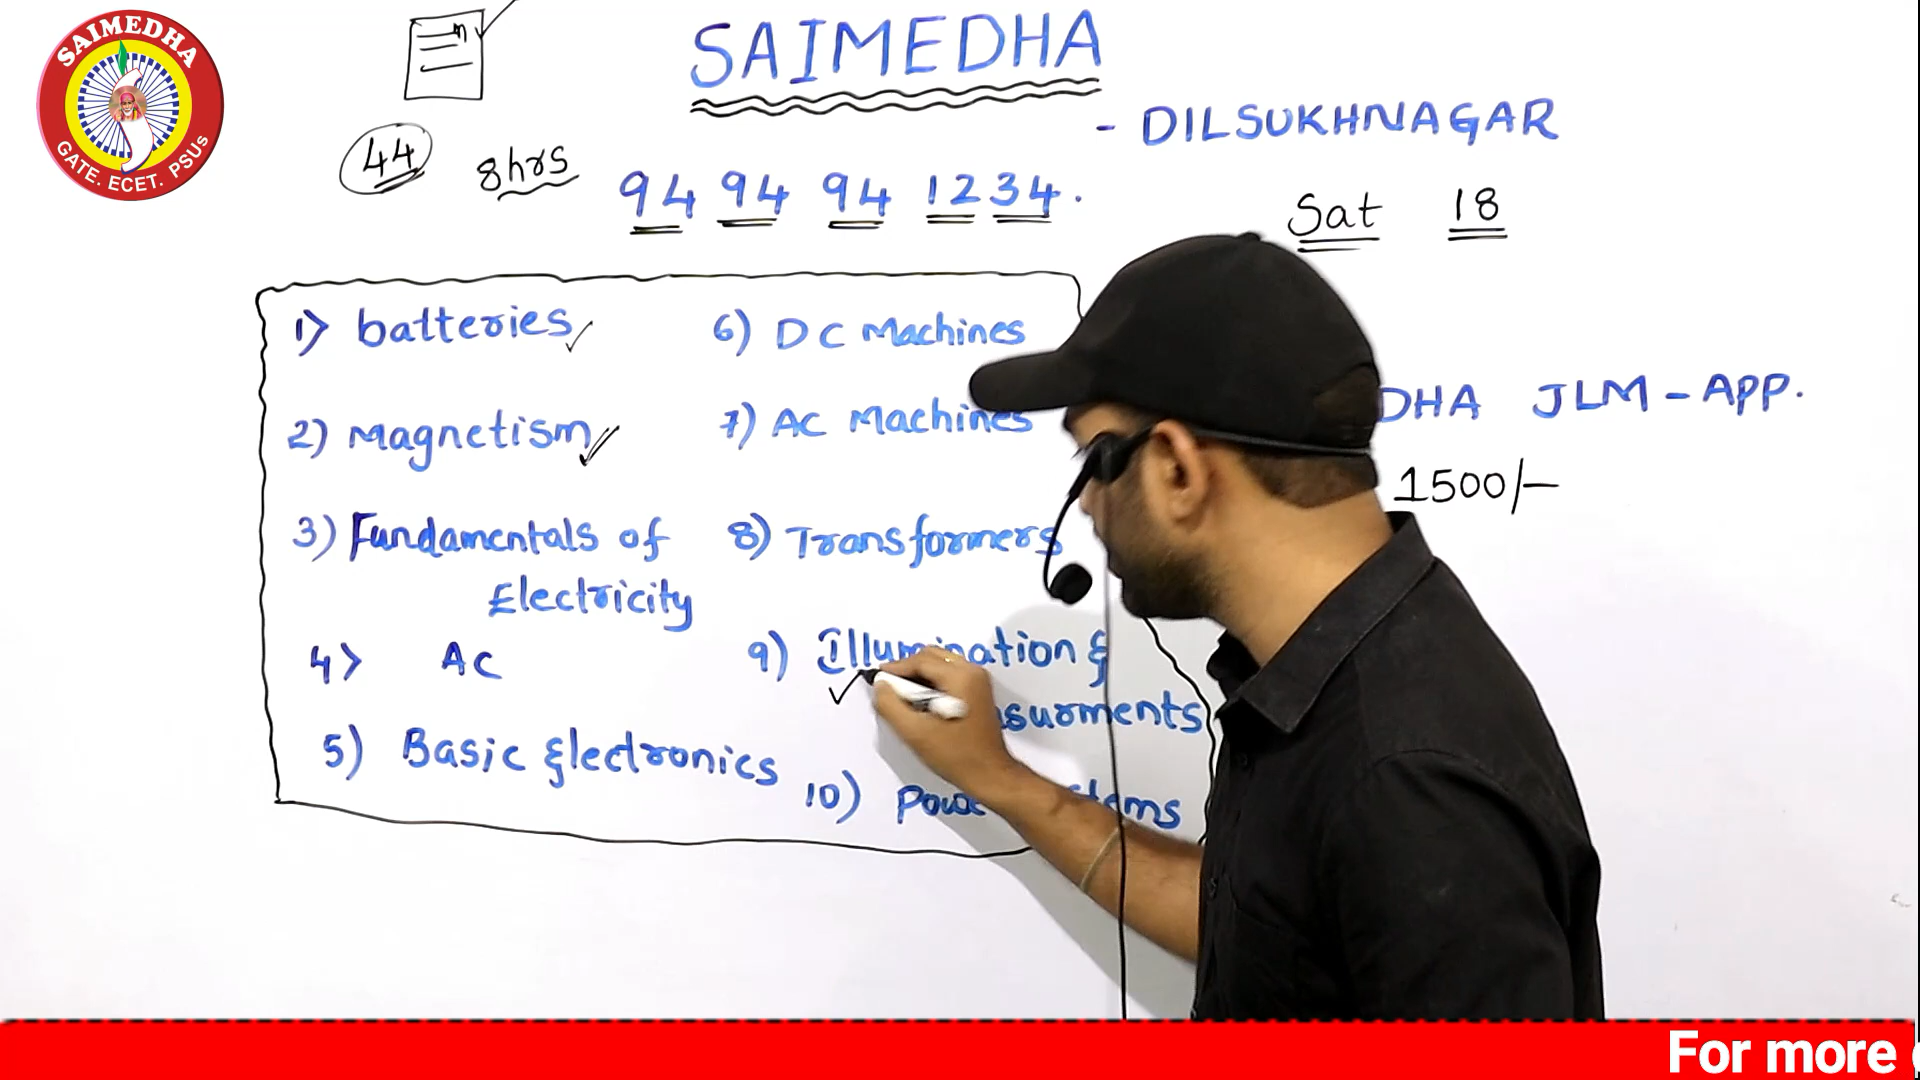 SAIMEDHA
GATE. ECET. PSUs
SAIMEDHA
- DILSUKHNAGAR
44
8hrs
94 94 94 1234.
Sat 18
1) batteries
2) Magnetism
3) Fundamentals of
Electricity
4) AC
5) Basic Electronics
6) DC Machines
7) AC Machines
8) Transformers
9) Illumination &
surments
10)
DHA JLM - APP.
1500/-
For more